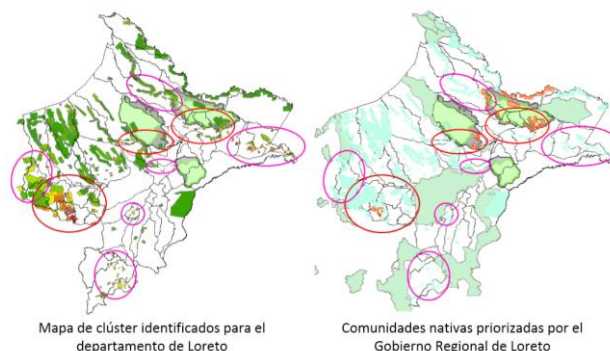 Mapa de clúster identificados para el
departamento de Loreto
Comunidades nativas priorizadas por el
Gobierno Regional de Loreto